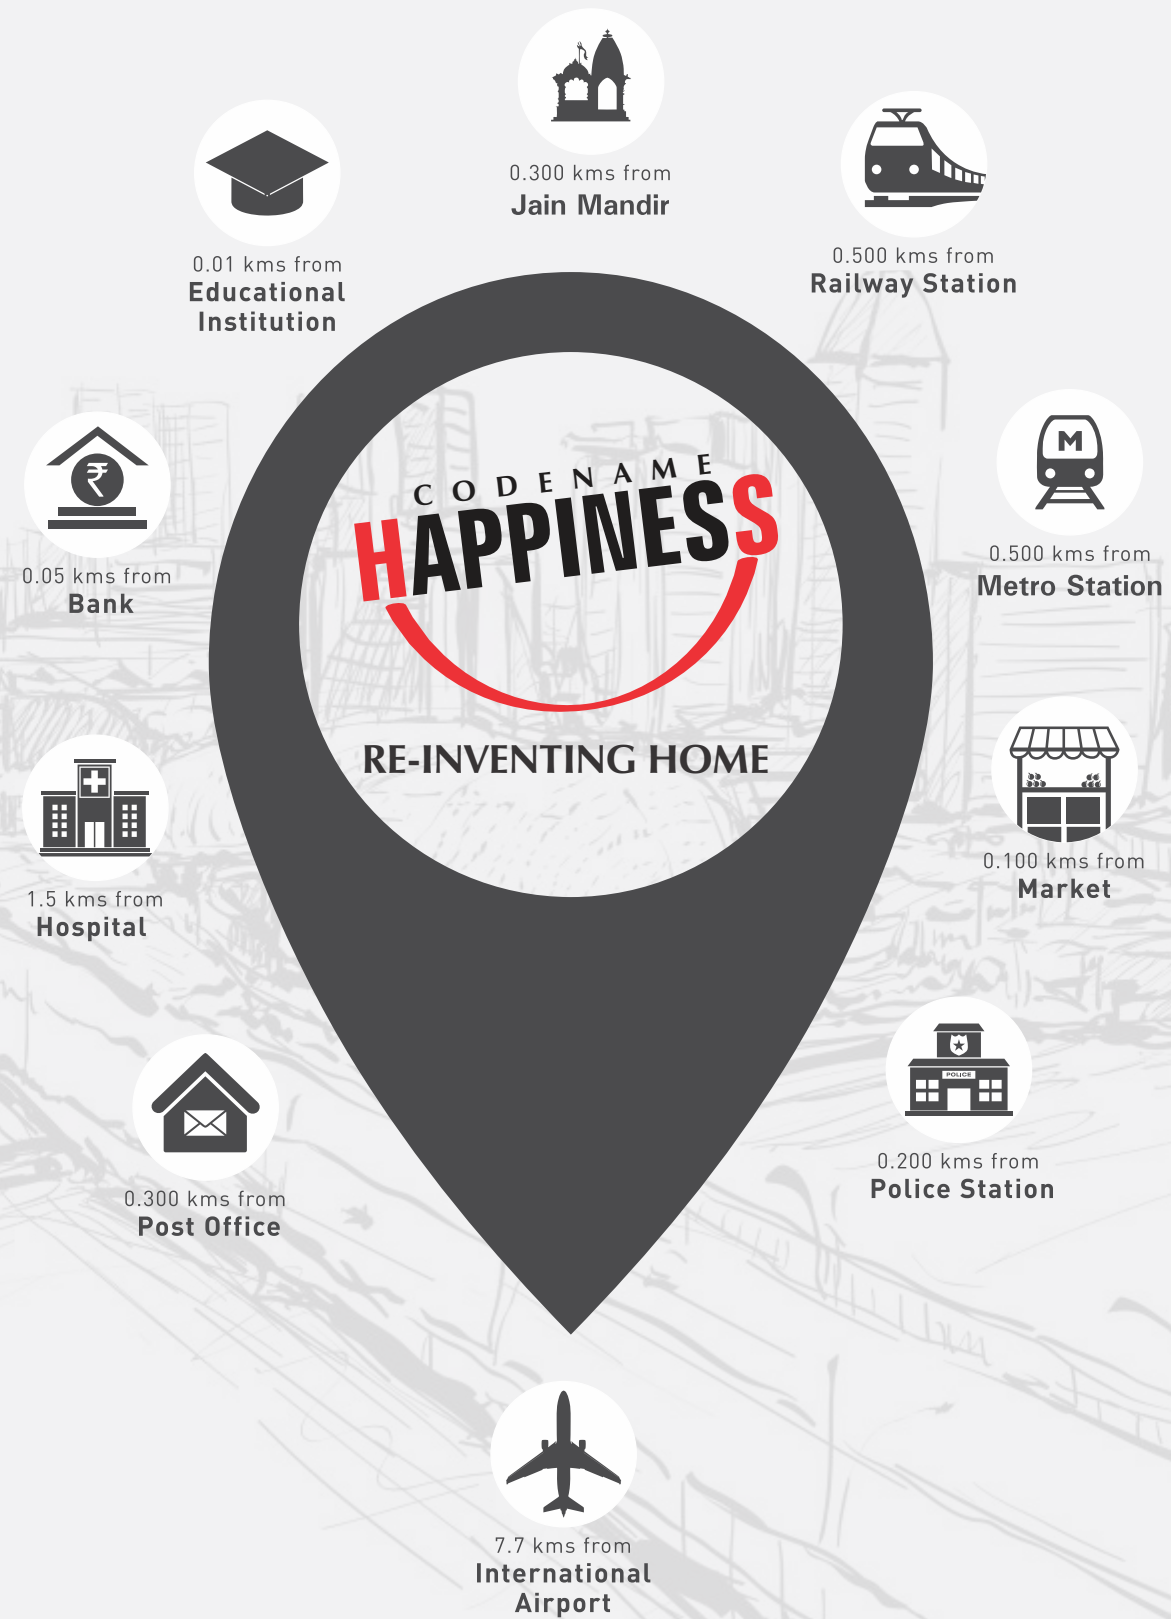 0.300 kms from
Jain Mandir
0.01 kms from
Educational
Institution
0.500 kms from
Railway Station
0.05 kms from
Bank
CODENAME
HAPPINESS
RE-INVENTING HOME
0.500 kms from
M
Metro Station
1.5 kms from
Hospital
0.100 kms from
Market
0.300 kms from
Post Office
POLICE
0.200 kms from
Police Station
7.7 kms from
International
Airport
₹